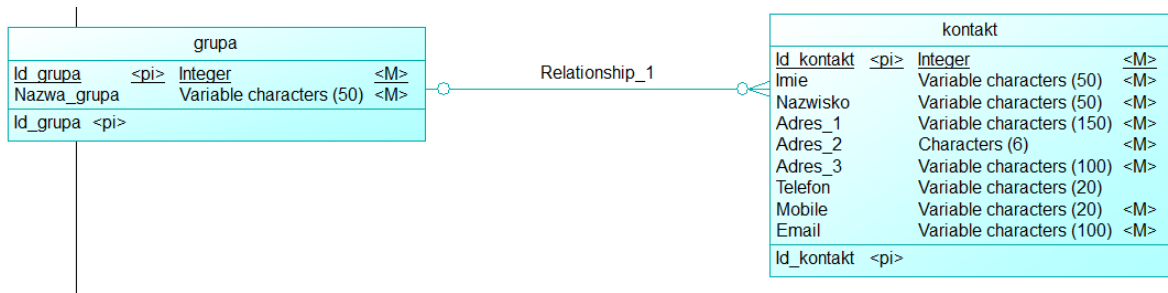 grupa
Id_grupa <pi> Integer <M>
Nazwa_grupa Variable characters (50) <M>
Id_grupa <pi>
Relationship_1
kontakt
Id_kontakt <pi> Integer <M>
Imie Variable characters (50) <M>
Nazwisko Variable characters (50) <M>
Adres_1 Variable characters (150) <M>
Adres_2 Characters (6) <M>
Adres_3 Variable characters (100) <M>
Telefon Variable characters (20)
Mobile Variable characters (20) <M>
Email Variable characters (100) <M>
Id_kontakt <pi>